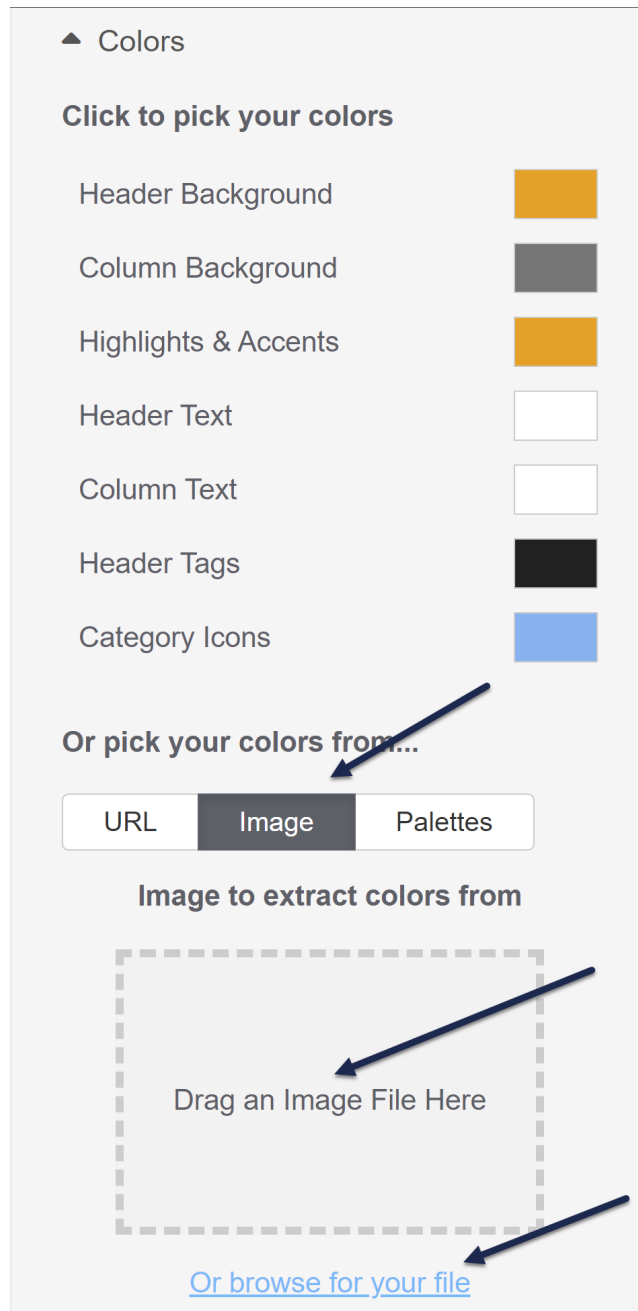 Colors
Click to pick your colors
Header Background
Column Background
Highlights & Accents
Header Text
Column Text
Header Tags
Category Icons
Or pick your colors from...
URL Image Palettes
Image to extract colors from
Drag an Image File Here
Or browse for your file